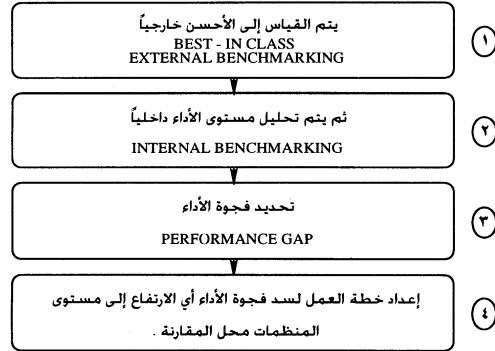 يتم القياس إلى الأحسن خارجياً
BEST - IN CLASS
EXTERNAL BENCHMARKING
١
ثم يتم تحليل مستوى الأداء داخلياً
INTERNAL BENCHMARKING
٢
تحديد فجوة الأداء
PERFORMANCE GAP
٣
إعداد خطة العمل لسد فجوة الأداء أي الارتفاع إلى مستوى
المنظمات محل المقارنة .
٤